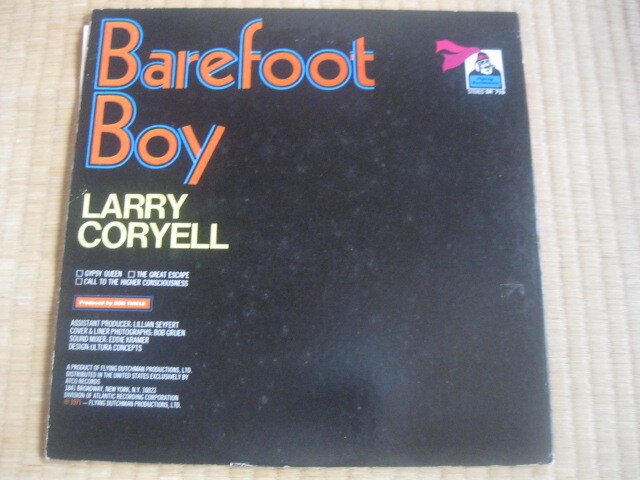 Barefoot
Boy
LARRY
CORYELL
GYPSY QUEEN THE GREAT ESCAPE
CALL TO THE HIGHER CONSCIOUSNESS
Produced by BOB THIELE
ASSISTANT PRODUCER: LILLIAN SEYFERT
COVER & LINER PHOTOGRAPHS: BOB GRUEN
SOUND MIXER: EDDIE KRAMER
DESIGN: ULTURA CONCEPTS
A PRODUCT OF FLYING DUTCHMAN PRODUCTIONS, LTD.
DISTRIBUTED IN THE UNITED STATES EXCLUSIVELY BY
ATCO RECORDS
1841 BROADWAY, NEW YORK, N.Y. 10023
DIVISION OF ATLANTIC RECORDING CORPORATION
℗ 1971 — FLYING DUTCHMAN PRODUCTIONS, LTD.